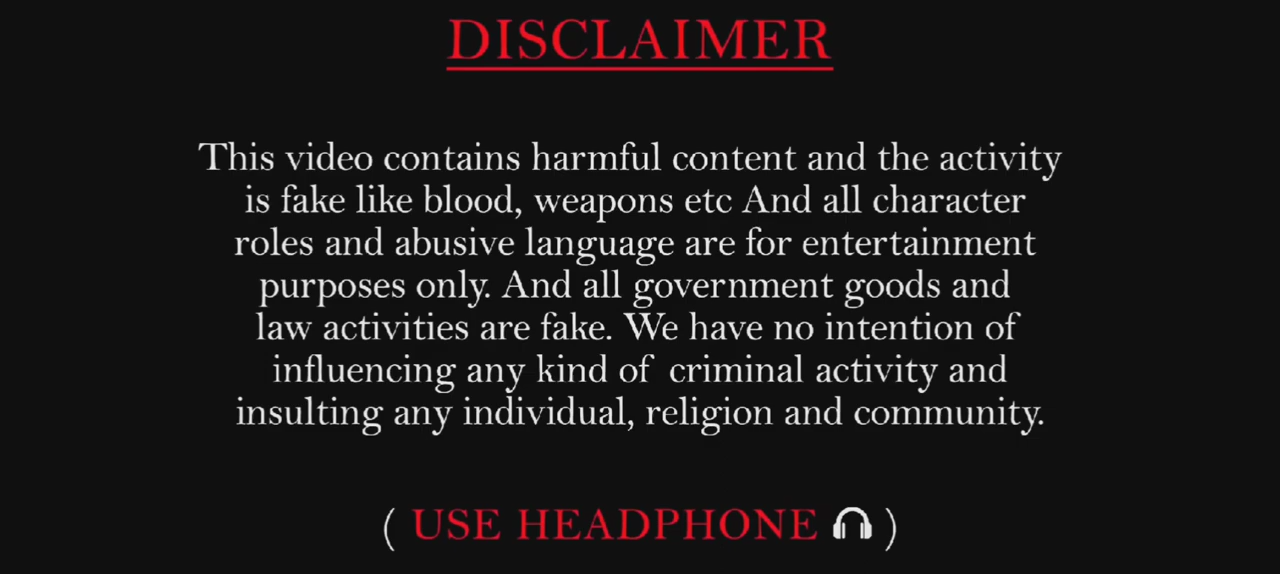 DISCLAIMER
This video contains harmful content and the activity
is fake like blood, weapons etc And all character
roles and abusive language are for entertainment
purposes only. And all government goods and
law activities are fake. We have no intention of
influencing any kind of criminal activity and
insulting any individual, religion and community.
( USE HEADPHONE 🎧 )